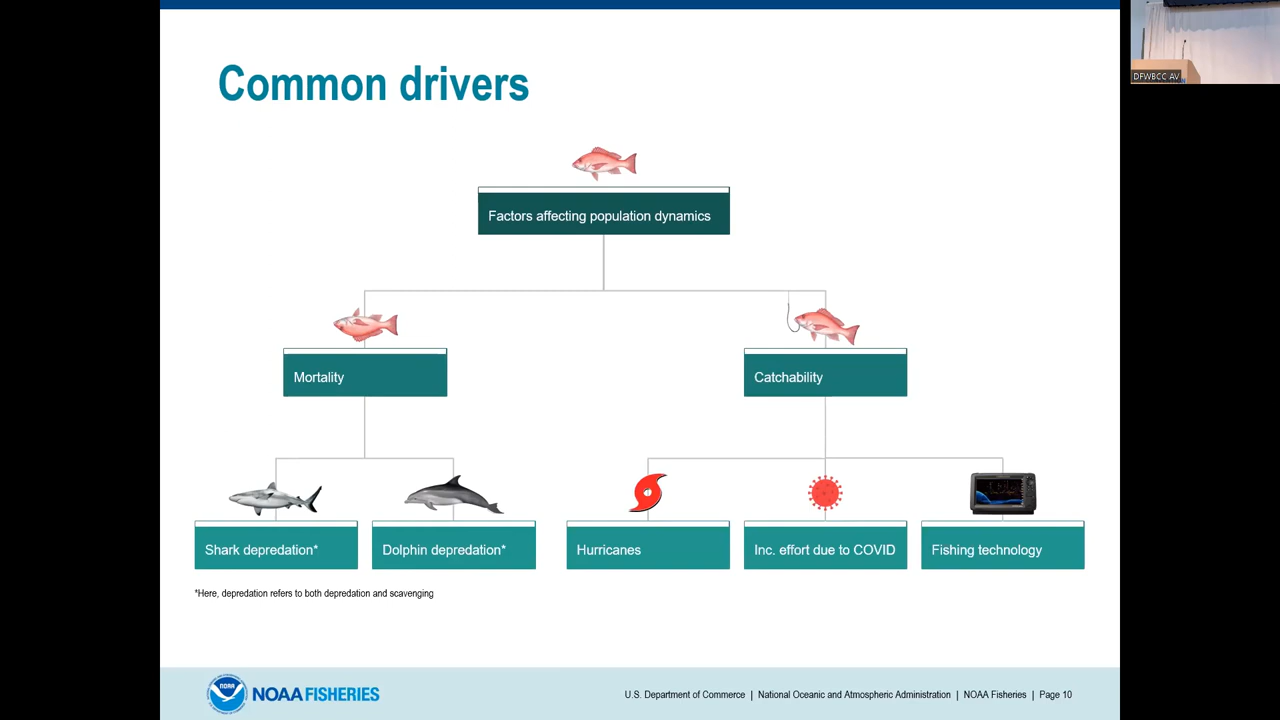 DFWBCC AV
Common drivers
Factors affecting population dynamics
Mortality
Catchability
Shark depredation*
Dolphin depredation*
Hurricanes
Inc. effort due to COVID
Fishing technology
*Here, depredation refers to both depredation and scavenging
NOAA
NOAA FISHERIES
U.S. Department of Commerce | National Oceanic and Atmospheric Administration | NOAA Fisheries | Page 10